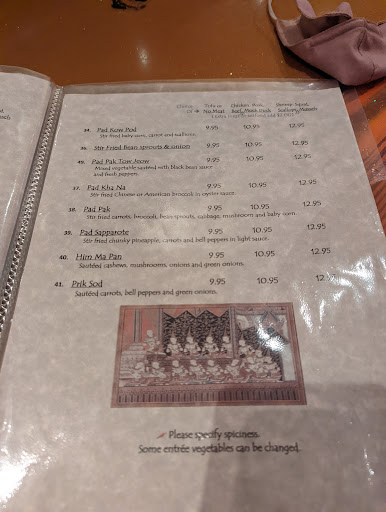 Tofu or Chicken, Pork, Shrimp, Squid,
No Meat Beef, Mock Duck Scallops, Mussels
34. Pad Kow Pod 9.95 10.95 12.95
Stir fried baby corn, carrot and scallions.
36. Stir Fried Bean sprouts & onion 9.95 10.95 12.95
Pad Pak Tow Jeow 9.95 10.95 12.95
Mixed vegetable sauteed with black bean sauce
and fresh peppers.
37. Pad Kha Na 9.95 10.95 12.95
Stir fried Chinese or American broccoli in oyster sauce.
38. Pad Pak 9.95 10.95 12.95
Stir fried carrots, broccoli, bean sprouts, cabbage, mushroom and baby corn.
39. Pad Sapparote 9.95 10.95 12.95
Stir fried chunky pineapple, carrots and bell peppers in light sauce.
40. Him Ma Pan 9.95 10.95 12.95
Sautéed cashews, mushrooms, onions and green onions.
41. Prik Sod 9.95 10.95 12.95
Sautéed carrots, bell peppers and green onions.
Please specify spiciness.
Some entrée vegetables can be changed.